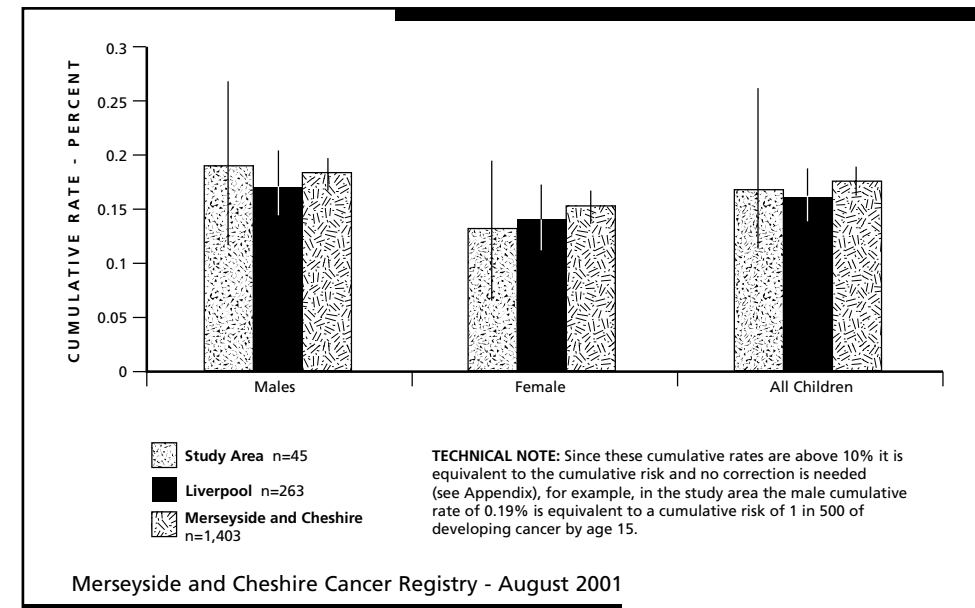 CUMULATIVE RATE - PERCENT
0.3
0.25
0.2
0.15
0.1
0.05
0
Males
Female
All Children
Study Area n=45
Liverpool n=263
Merseyside and Cheshire
n=1,403
TECHNICAL NOTE: Since these cumulative rates are above 10% it is
equivalent to the cumulative risk and no correction is needed
(see Appendix), for example, in the study area the male cumulative
rate of 0.19% is equivalent to a cumulative risk of 1 in 500 of
developing cancer by age 15.
Merseyside and Cheshire Cancer Registry - August 2001